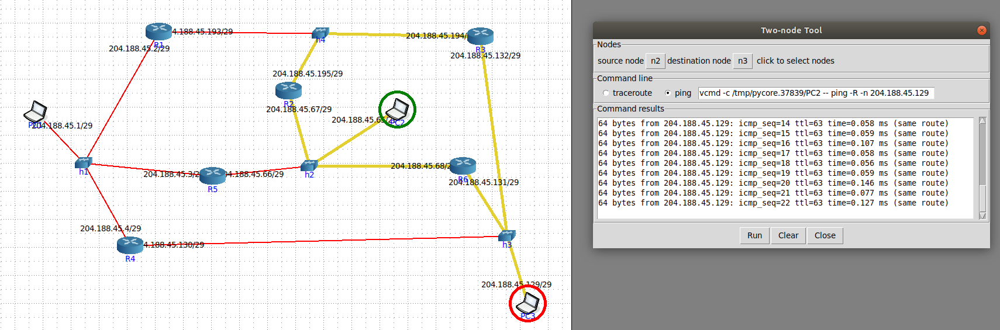 4.188.45.193/29
R1
204.188.45.2/29
h4
204.188.45.194/
R3
204.188.45.132/29
204.188.45.195/29
R2
204.188.45.67/29
204.188.45.1/29
PC2
h1
204.188.45.3/2
4.188.45.66/29
R5
h2
204.188.45.68/2
R6
204.188.45.131/29
204.188.45.4/29
4.188.45.130/29
R4
h3
204.188.45.129/29
PC3
Two-node Tool
Nodes
source node n2 destination node n3 click to select nodes
Command line
traceroute ping vcmd -c /tmp/pycore.37839/PC2 -- ping -R -n 204.188.45.129
Command results
64 bytes from 204.188.45.129: icmp_seq=14 ttl=63 time=0.058 ms (same route)
64 bytes from 204.188.45.129: icmp_seq=15 ttl=63 time=0.059 ms (same route)
64 bytes from 204.188.45.129: icmp_seq=16 ttl=63 time=0.107 ms (same route)
64 bytes from 204.188.45.129: icmp_seq=17 ttl=63 time=0.058 ms (same route)
64 bytes from 204.188.45.129: icmp_seq=18 ttl=63 time=0.056 ms (same route)
64 bytes from 204.188.45.129: icmp_seq=19 ttl=63 time=0.059 ms (same route)
64 bytes from 204.188.45.129: icmp_seq=20 ttl=63 time=0.146 ms (same route)
64 bytes from 204.188.45.129: icmp_seq=21 ttl=63 time=0.077 ms (same route)
64 bytes from 204.188.45.129: icmp_seq=22 ttl=63 time=0.127 ms (same route)
Run Clear Close